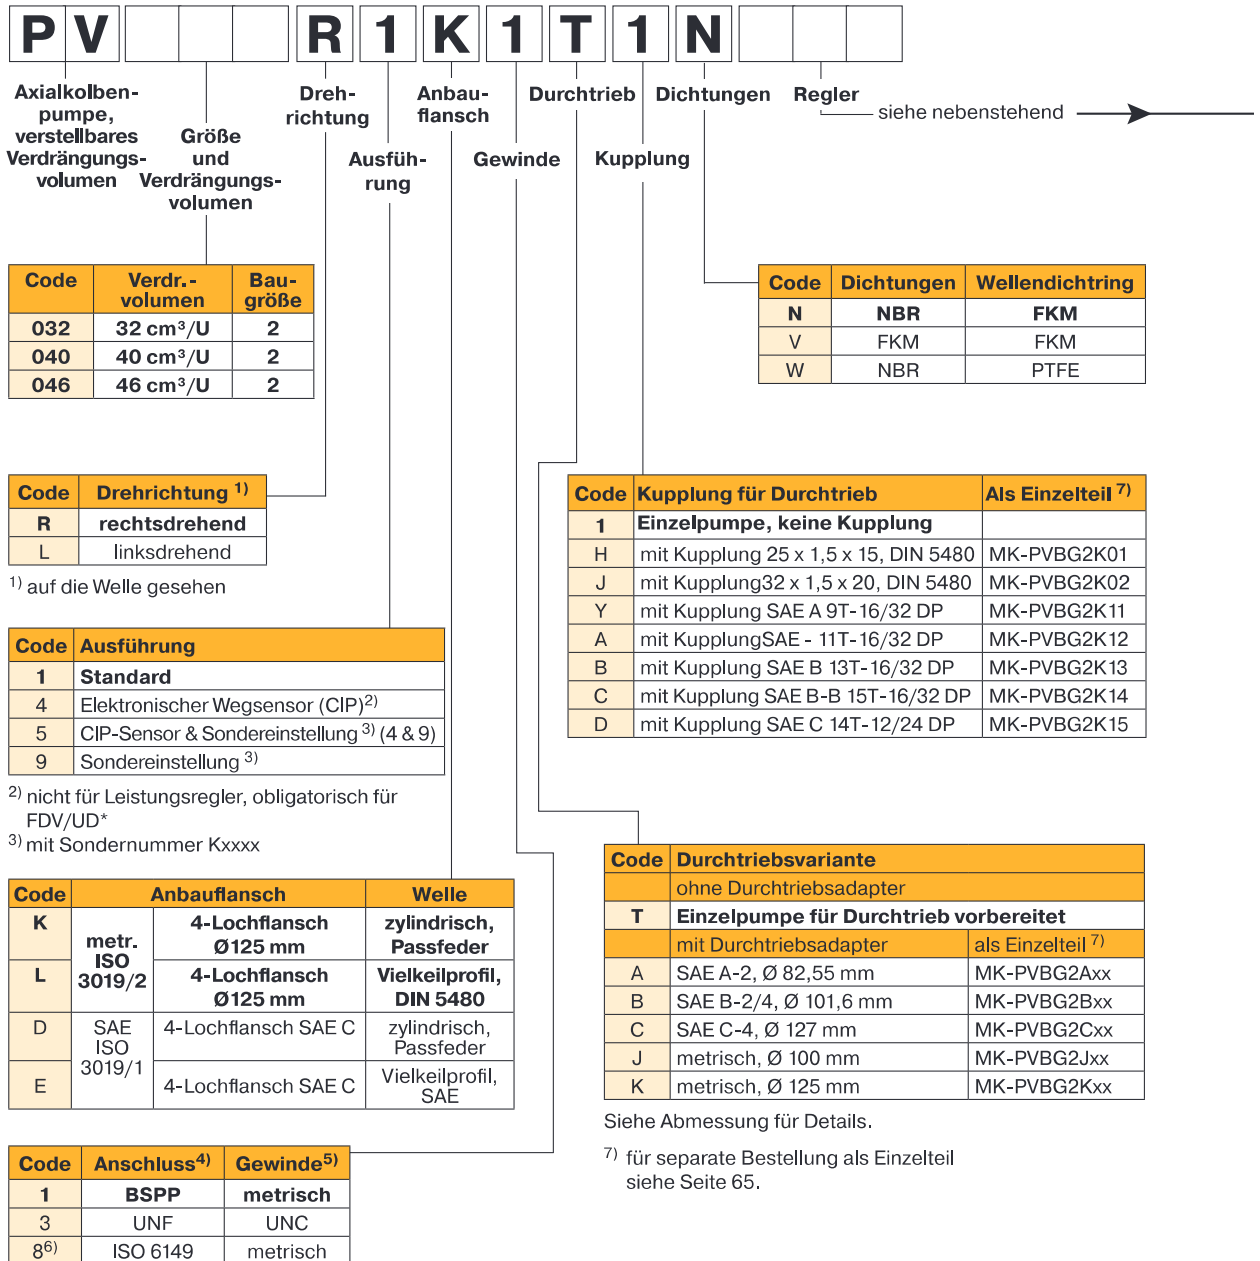 P V R 1 K 1 T 1 N
Axialkolben-
pumpe,
verstellbares
Verdrängungs-
volumen
Größe
und
Verdrängungs-
volumen
Dreh-
richtung
Ausfüh-
rung
Anbau-
flansch
Gewinde
Durchtrieb
Kupplung
Dichtungen
Regler
siehe nebenstehend
Code Verdr.-volumen Bau-größe
032 32 cm³/U 2
040 40 cm³/U 2
046 46 cm³/U 2
Code Dichtungen Wellendichtring
N NBR FKM
V FKM FKM
W NBR PTFE
Code Drehrichtung 1)
R rechtsdrehend
L linksdrehend
1) auf die Welle gesehen
Code Kupplung für Durchtrieb Als Einzelteil 7)
1 Einzelpumpe, keine Kupplung
H mit Kupplung 25 x 1,5 x 15, DIN 5480 MK-PVBG2K01
J mit Kupplung32 x 1,5 x 20, DIN 5480 MK-PVBG2K02
Y mit Kupplung SAE A 9T-16/32 DP MK-PVBG2K11
A mit KupplungSAE - 11T-16/32 DP MK-PVBG2K12
B mit Kupplung SAE B 13T-16/32 DP MK-PVBG2K13
C mit Kupplung SAE B-B 15T-16/32 DP MK-PVBG2K14
D mit Kupplung SAE C 14T-12/24 DP MK-PVBG2K15
Code Ausführung
1 Standard
4 Elektronischer Wegsensor (CIP)2)
5 CIP-Sensor & Sondereinstellung 3) (4 & 9)
9 Sondereinstellung 3)
2) nicht für Leistungsregler, obligatorisch für
FDV/UD*
3) mit Sondernummer Kxxxx
Code Anbauflansch Welle
K metr. ISO 3019/2 4-Lochflansch Ø125 mm zylindrisch, Passfeder
L 4-Lochflansch Ø125 mm Vielkeilprofil, DIN 5480
D SAE ISO 3019/1 4-Lochflansch SAE C zylindrisch, Passfeder
E 4-Lochflansch SAE C Vielkeilprofil, SAE
Code Durchtriebsvariante
ohne Durchtriebsadapter
T Einzelpumpe für Durchtrieb vorbereitet
mit Durchtriebsadapter als Einzelteil 7)
A SAE A-2, Ø 82,55 mm MK-PVBG2Axx
B SAE B-2/4, Ø 101,6 mm MK-PVBG2Bxx
C SAE C-4, Ø 127 mm MK-PVBG2Cxx
J metrisch, Ø 100 mm MK-PVBG2Jxx
K metrisch, Ø 125 mm MK-PVBG2Kxx
Siehe Abmessung für Details.
7) für separate Bestellung als Einzelteil
siehe Seite 65.
Code Anschluss4) Gewinde5)
1 BSPP metrisch
3 UNF UNC
86) ISO 6149 metrisch